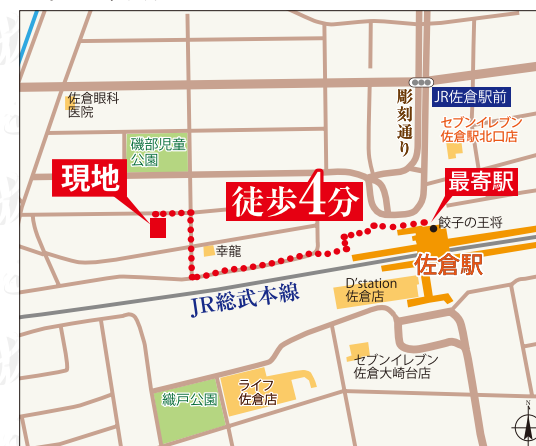 佐倉眼科
医院
彫刻通り
JR佐倉駅前
セブンイレブン
佐倉駅北口店
磯部児童
公園
現地
徒歩4分
最寄駅
餃子の王将
幸龍
佐倉駅
JR総武本線
D'station
佐倉店
セブンイレブン
佐倉大崎台店
ライフ
佐倉店
織戸公園
N